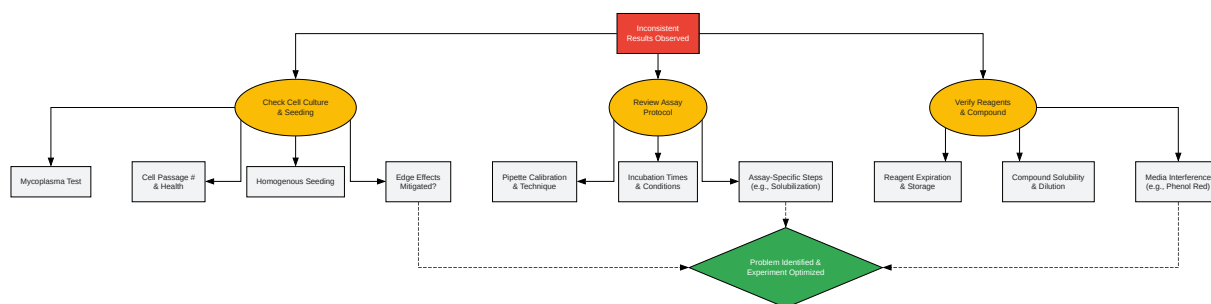 Inconsistent
Results Observed
Check Cell Culture
& Seeding
Review Assay
Protocol
Verify Reagents
& Compound
Mycoplasma Test
Cell Passage #
& Health
Homogenous Seeding
Edge Effects
Mitigated?
Pipette Calibration
& Technique
Incubation Times
& Conditions
Assay-Specific Steps
(e.g., Solubilization)
Reagent Expiration
& Storage
Compound Solubility
& Dilution
Media Interference
(e.g., Phenol Red)
Problem Identified &
Experiment Optimized